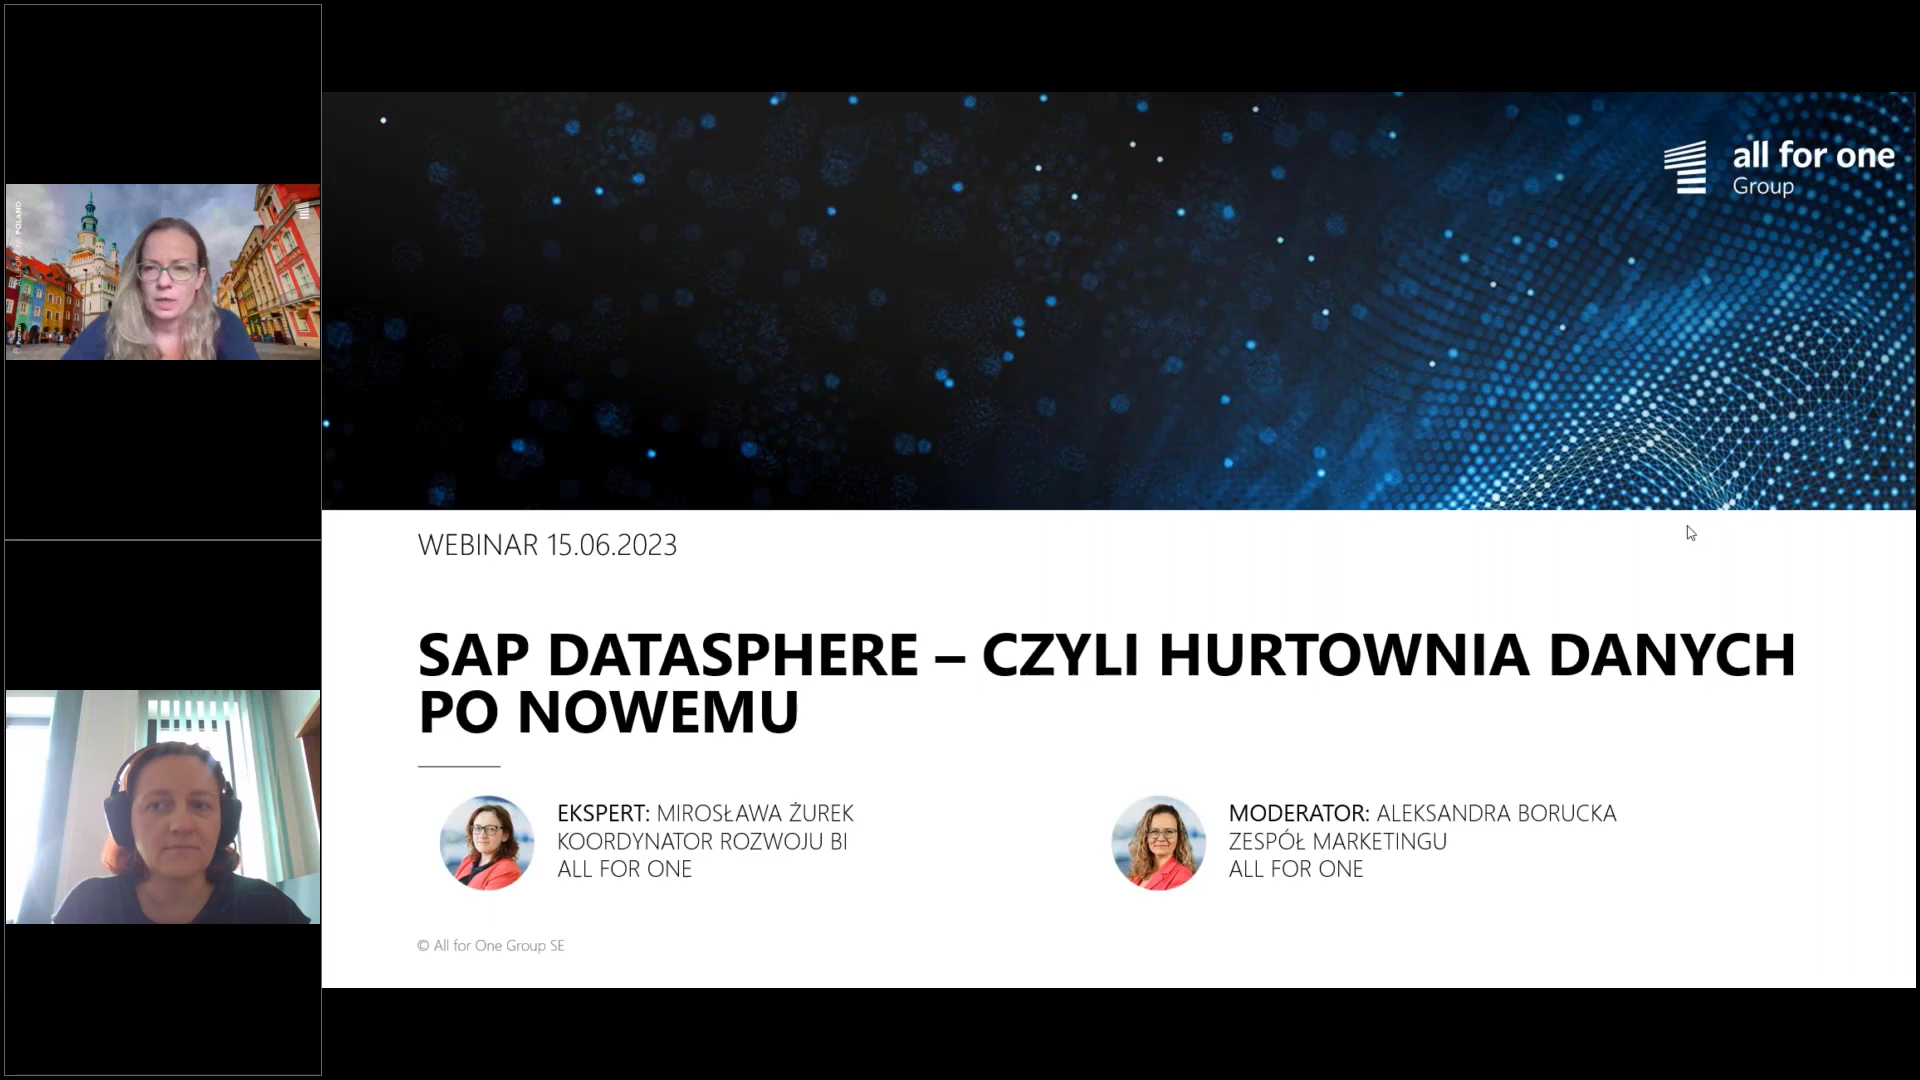 all for one
Group
WEBINAR 15.06.2023
SAP DATASPHERE – CZYLI HURTOWNIA DANYCH
PO NOWEMU
EKSPERT: MIROSŁAWA ŻUREK
KOORDYNATOR ROZWOJU BI
ALL FOR ONE
MODERATOR: ALEKSANDRA BORUCKA
ZESPÓŁ MARKETINGU
ALL FOR ONE
© All for One Group SE
POLAND